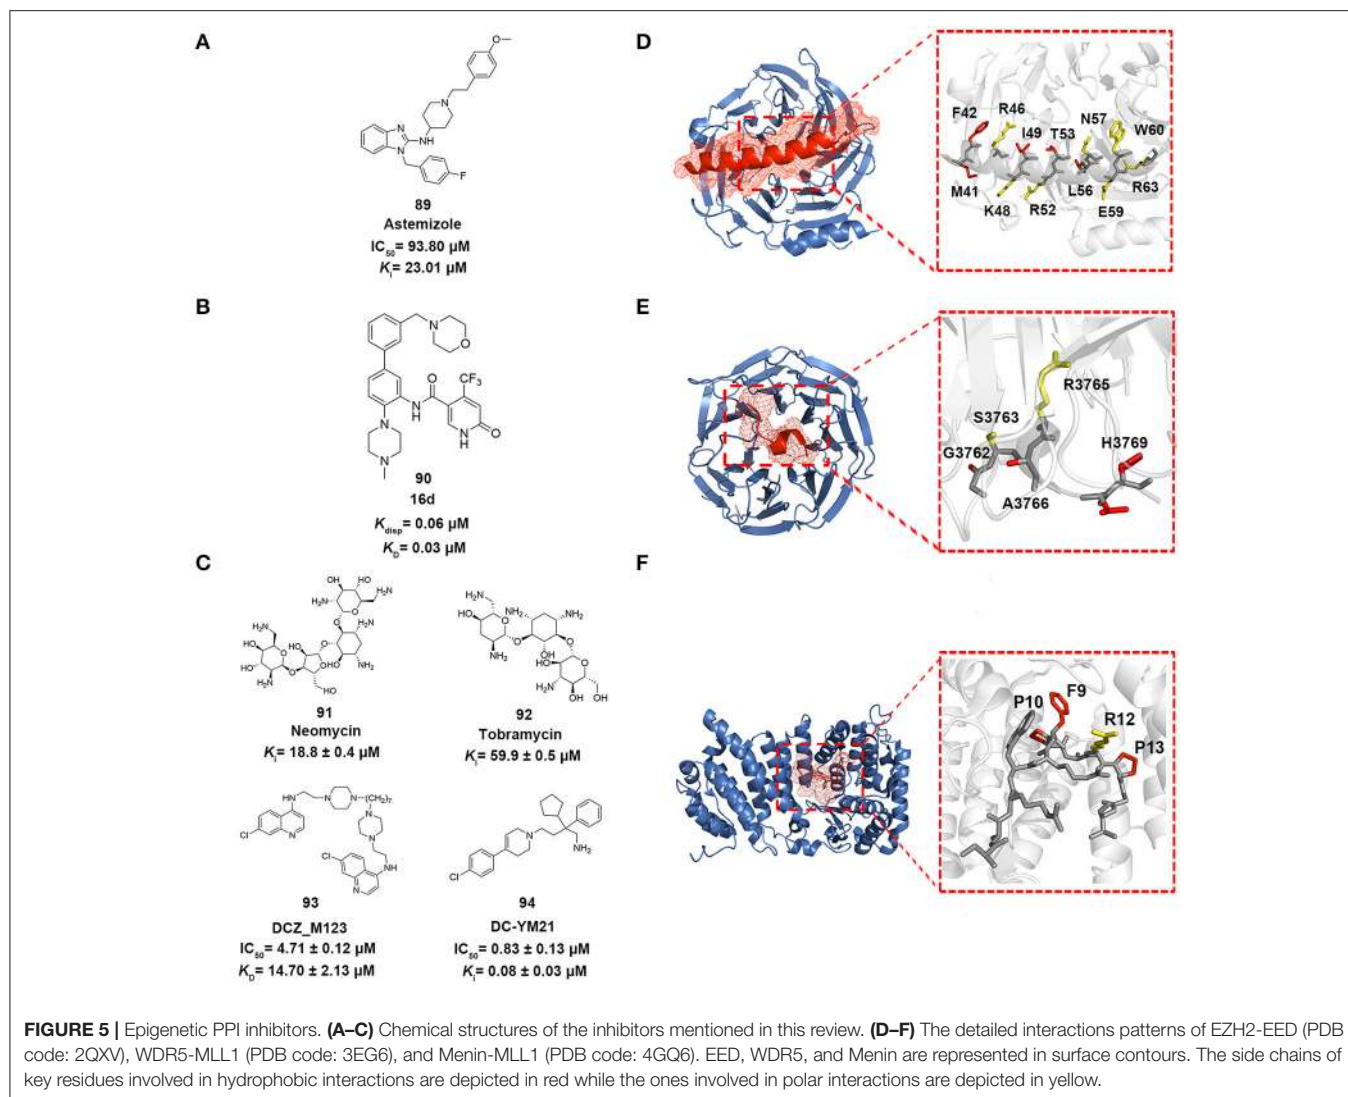 A
89
Astemizole
IC50= 93.80 µM
Ki= 23.01 µM
B
90
16d
Kdisp= 0.06 µM
KD= 0.03 µM
C
91
Neomycin
Ki= 18.8 ± 0.4 µM
92
Tobramycin
Ki= 59.9 ± 0.5 µM
93
DCZ_M123
IC50= 4.71 ± 0.12 µM
KD= 14.70 ± 2.13 µM
94
DC-YM21
IC50= 0.83 ± 0.13 µM
Ki= 0.08 ± 0.03 µM
D
F42
R46
I49
T53
N57
W60
M41
K48
R52
L56
E59
R63
E
R3765
S3763
G3762
H3769
A3766
F
P10
F9
R12
P13
FIGURE 5 | Epigenetic PPI inhibitors. (A–C) Chemical structures of the inhibitors mentioned in this review. (D–F) The detailed interactions patterns of EZH2-EED (PDB
code: 2QXV), WDR5-MLL1 (PDB code: 3EG6), and Menin-MLL1 (PDB code: 4GQ6). EED, WDR5, and Menin are represented in surface contours. The side chains of
key residues involved in hydrophobic interactions are depicted in red while the ones involved in polar interactions are depicted in yellow.